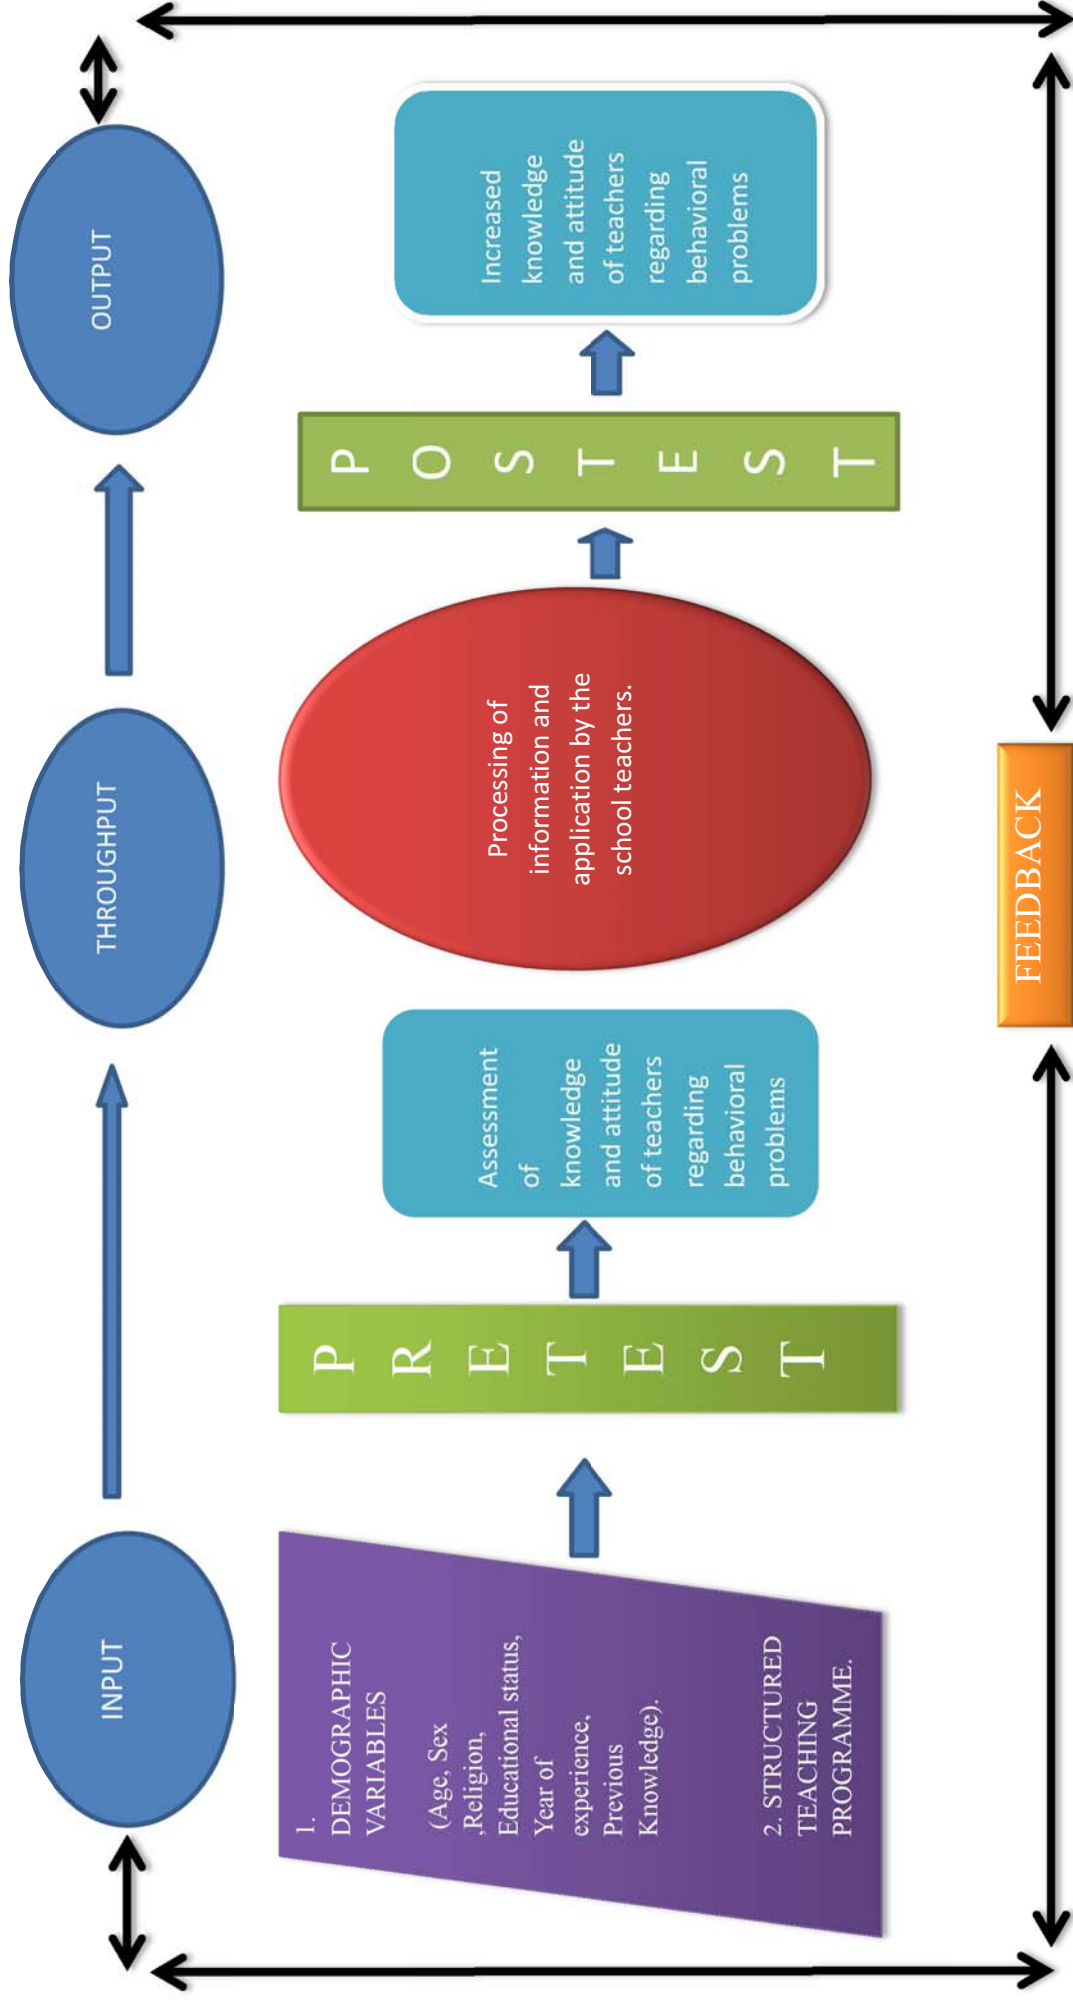 INPUT
THROUGHPUT
OUTPUT
1.
DEMOGRAPHIC
VARIABLES
(Age, Sex
,Religion,
Educational status,
Year of
experience,
Previous
Knowledge).
2. STRUCTURED
TEACHING
PROGRAMME.
P
R
E
T
E
S
T
Assessment
of
knowledge
and attitude
of teachers
regarding
behavioral
problems
Processing of
information and
application by the
school teachers.
P
O
S
T
E
S
T
Increased
knowledge
and attitude
of teachers
regarding
behavioral
problems
FEEDBACK